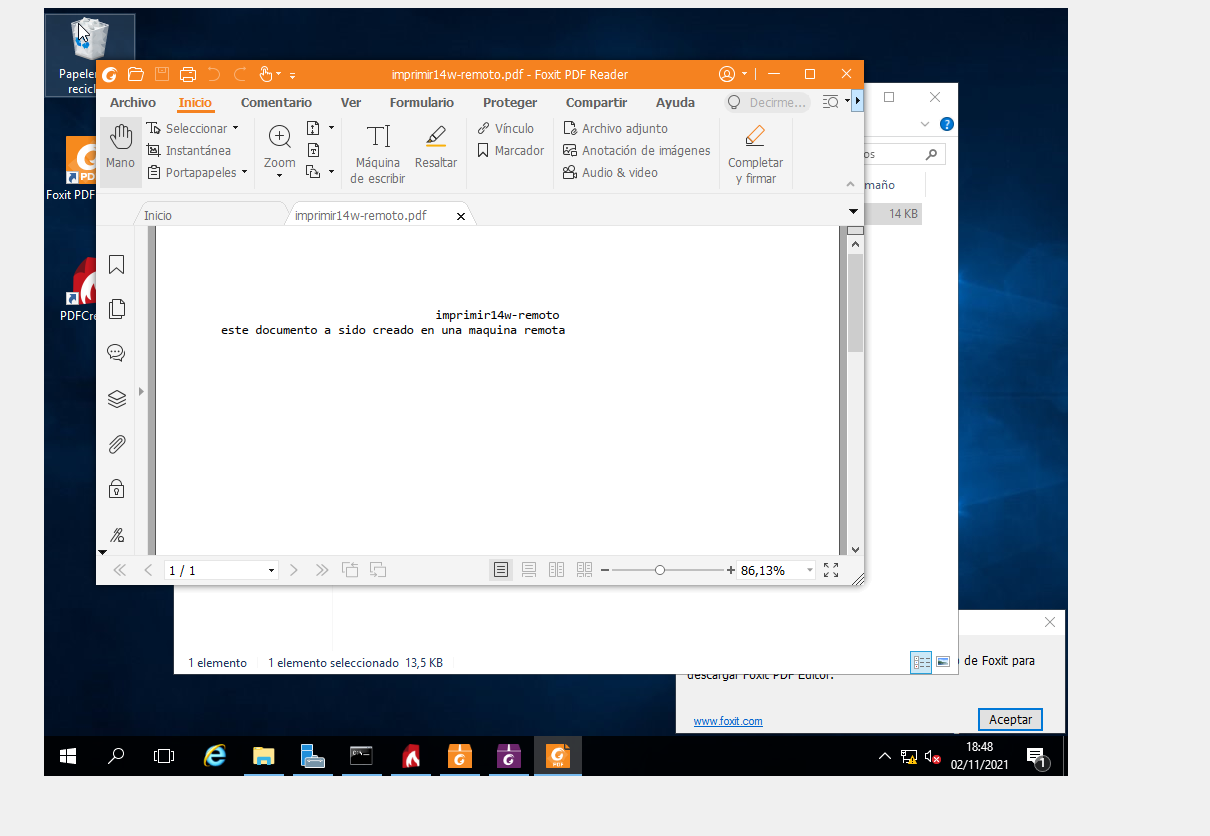 Papeler
recicl
imprimir14w-remoto.pdf - Foxit PDF Reader
Archivo Inicio Comentario Ver Formulario Proteger Compartir Ayuda Decirme...
Mano
Seleccionar
Instantánea
Portapapeles
Zoom
Máquina
de escribir
Resaltar
Vínculo
Marcador
Archivo adjunto
Anotación de imágenes
Audio & video
Completar
y firmar
os
maño
14 KB
Foxit PDF
PDFCre
Inicio
imprimir14w-remoto.pdf
imprimir14w-remoto
este documento a sido creado en una maquina remota
1 / 1
86,13%
1 elemento 1 elemento seleccionado 13,5 KB
de Foxit para
descargar Foxit PDF Editor.
www.foxit.com
Aceptar
18:48
02/11/2021
1